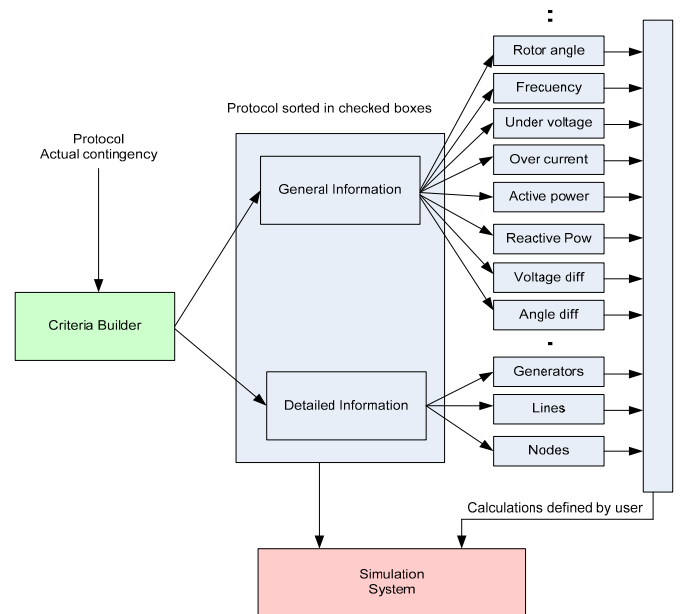 Rotor angle
Frecuency
Protocol sorted in checked boxes
Under voltage
Protocol
Actual contingency
Over current
General Information
Active power
Reactive Pow
Voltage diff
Angle diff
Criteria Builder
Generators
Detailed Information
Lines
Nodes
Calculations defined by user
Simulation
System